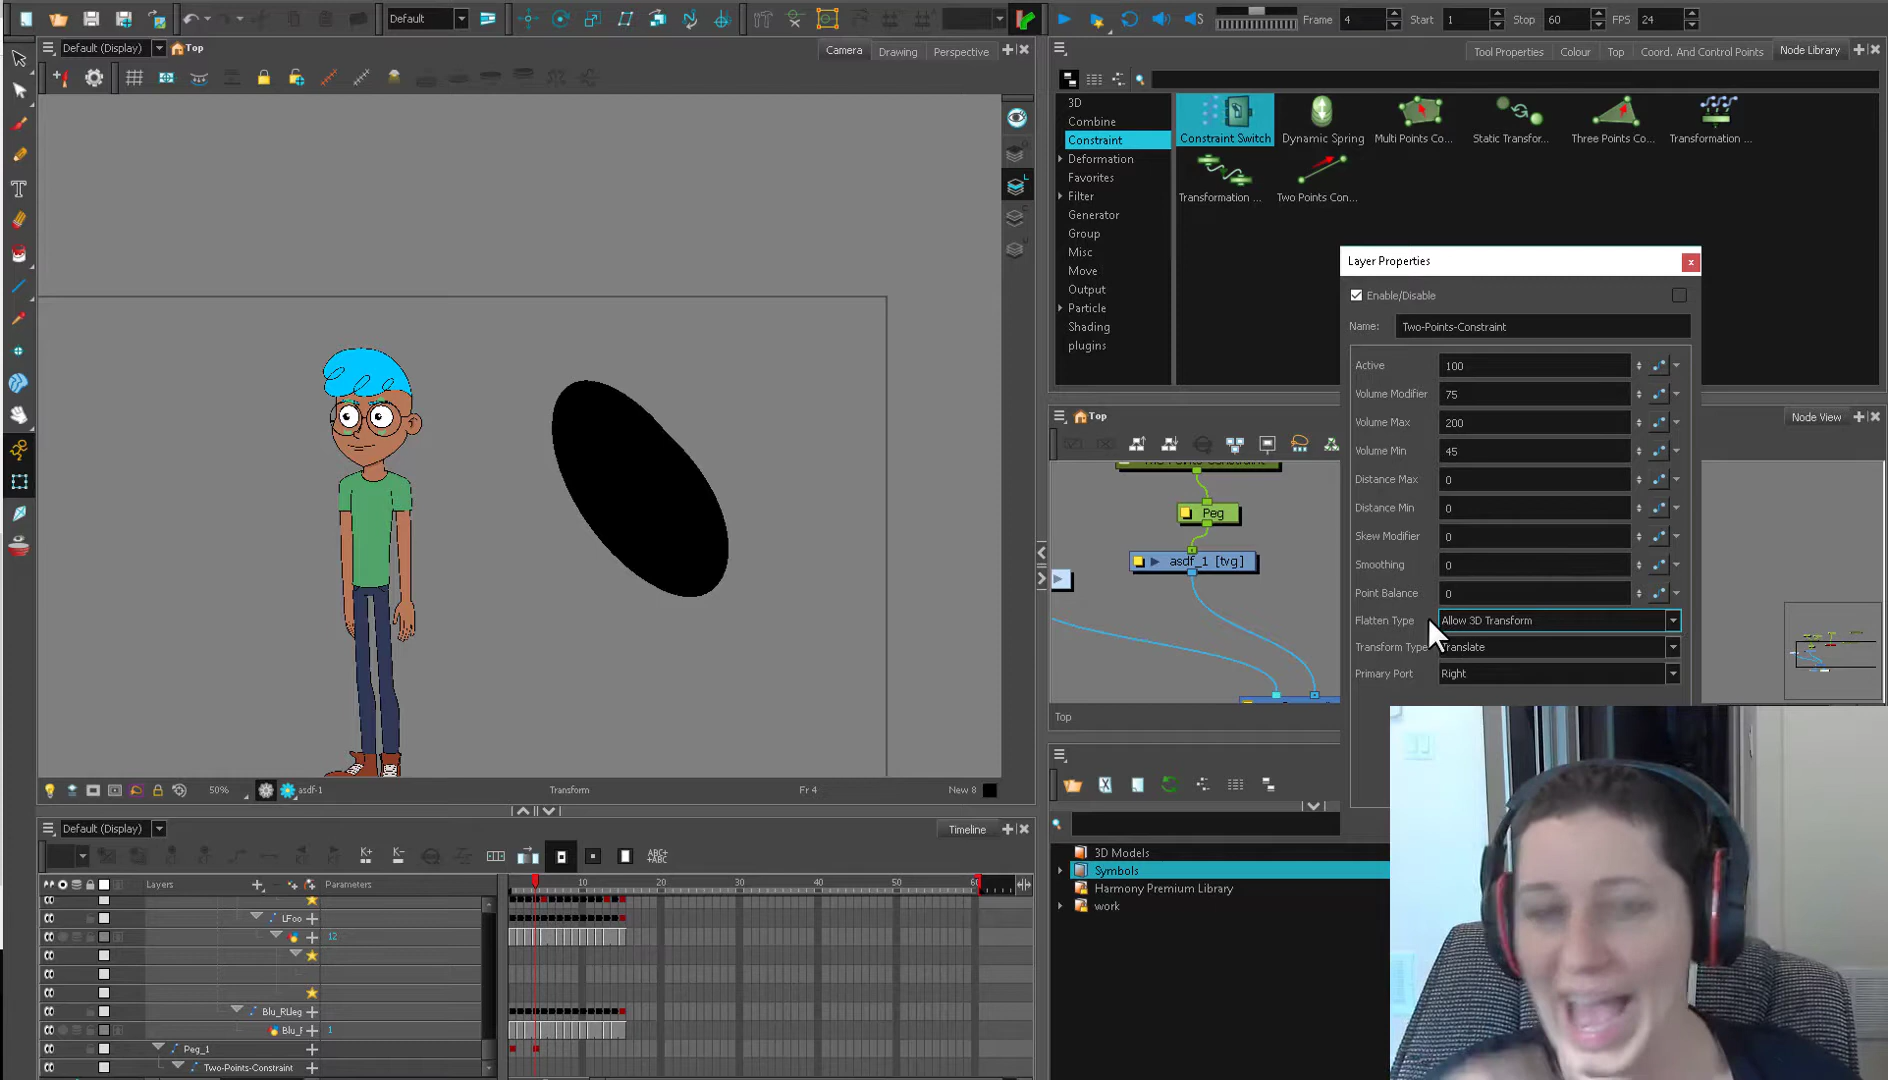 Default
Frame 4 Start 1 Stop 60 FPS 24
Default (Display) Top
Camera Drawing Perspective
Tool Properties Colour Top Coord. And Control Points Node Library
3D
Combine
Constraint
Deformation
Favorites
Filter
Generator
Group
Misc
Move
Output
Particle
Shading
plugins
Constraint Switch Dynamic Spring Multi Points Co... Static Transfor... Three Points Co... Transformation ...
Transformation ... Two Points Con...
Layer Properties
Enable/Disable
Name: Two-Points-Constraint
Active 100
Volume Modifier 75
Volume Max 200
Volume Min 45
Distance Max 0
Distance Min 0
Skew Modifier 0
Smoothing 0
Point Balance 0
Flatten Type Allow 3D Transform
Transform Type Translate
Primary Port Right
Top
Node View
Peg
asdf_1 [tvg]
Top
50% asdf-1 Transform Fr 4 New 8
Default (Display)
Timeline
Layers Parameters
10 20 30 40 50
LFoo
12
Blu_RLleg
1
Peg_1
Two-Points-Constraint
3D Models
Symbols
Harmony Premium Library
work